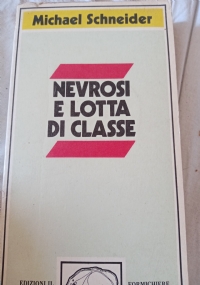 Michael Schneider
NEVROSI
E LOTTA
DI CLASSE
EDIZIONI IL FORMICHIERE